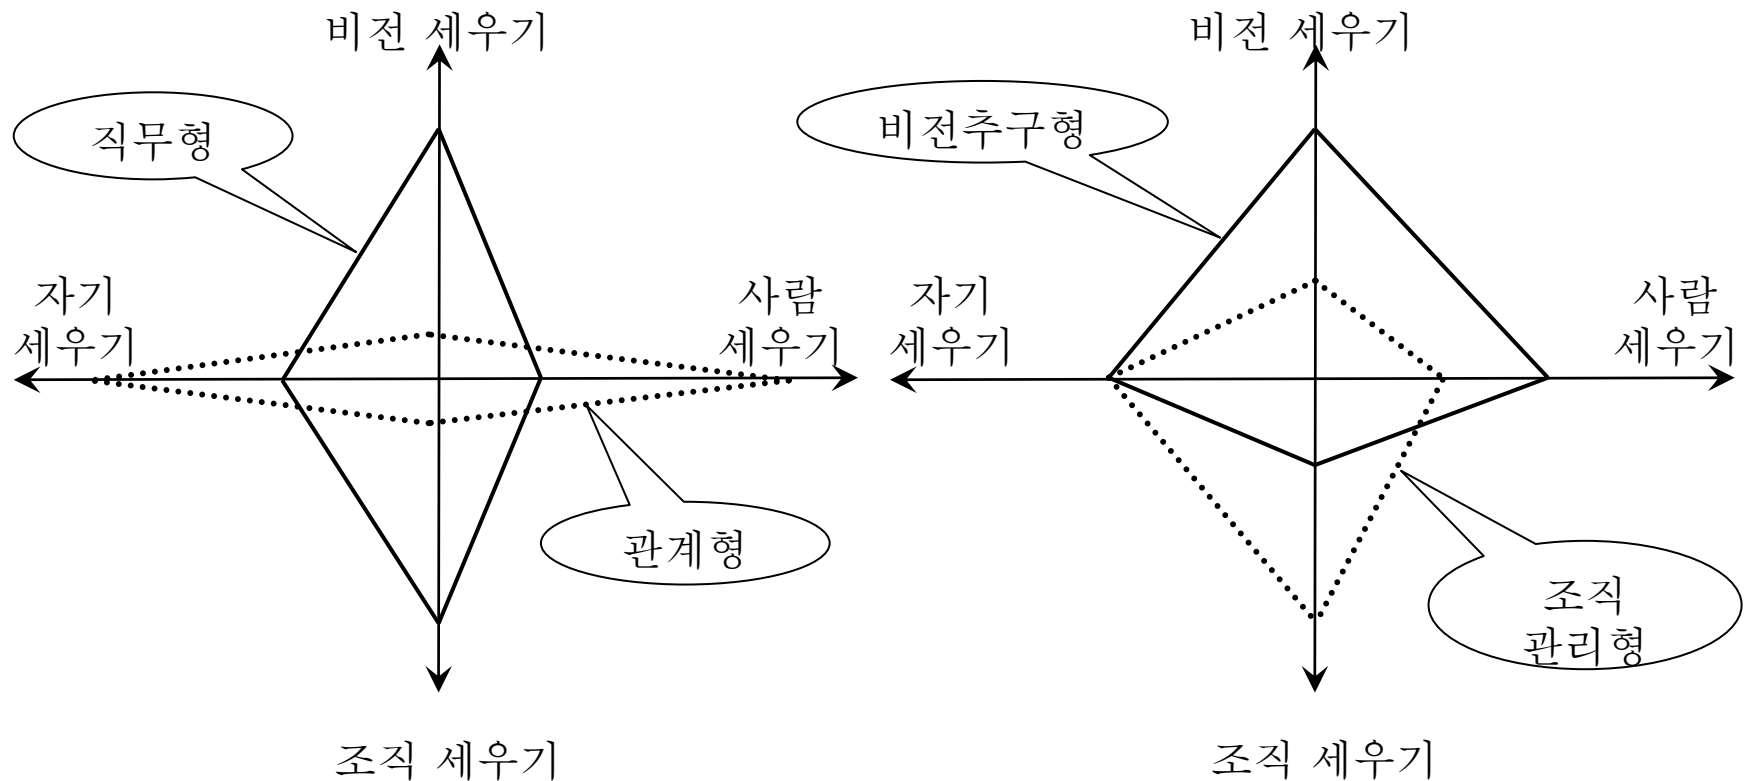 비전 세우기
직무형
자기
세우기
사람
세우기
관계형
조직 세우기
비전 세우기
비전추구형
자기
세우기
사람
세우기
조직
관리형
조직 세우기